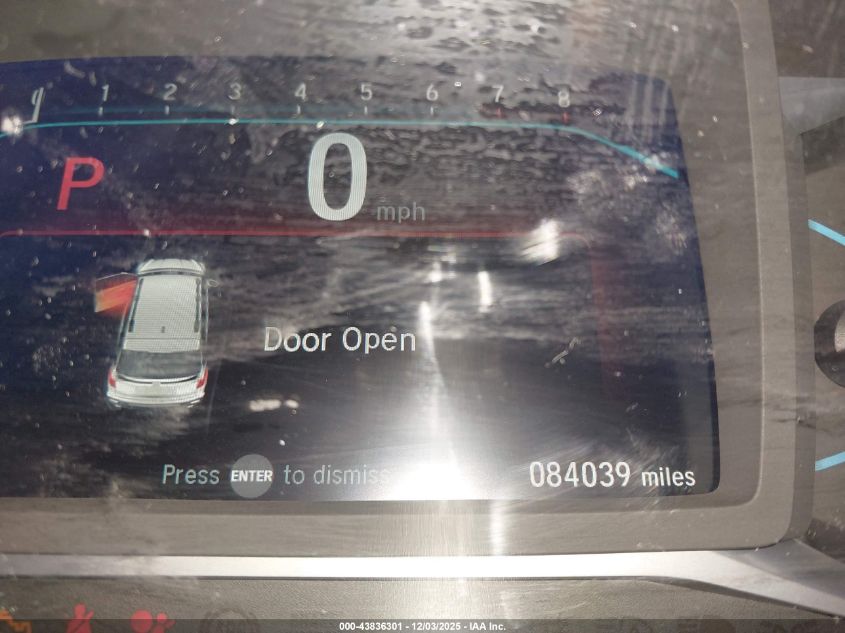 0 1 2 3 4 5 6 7 8
P 0 mph
Door Open
Press ENTER to dismiss
084039 miles
000-43836301 - 12/03/2025 - IAA Inc.